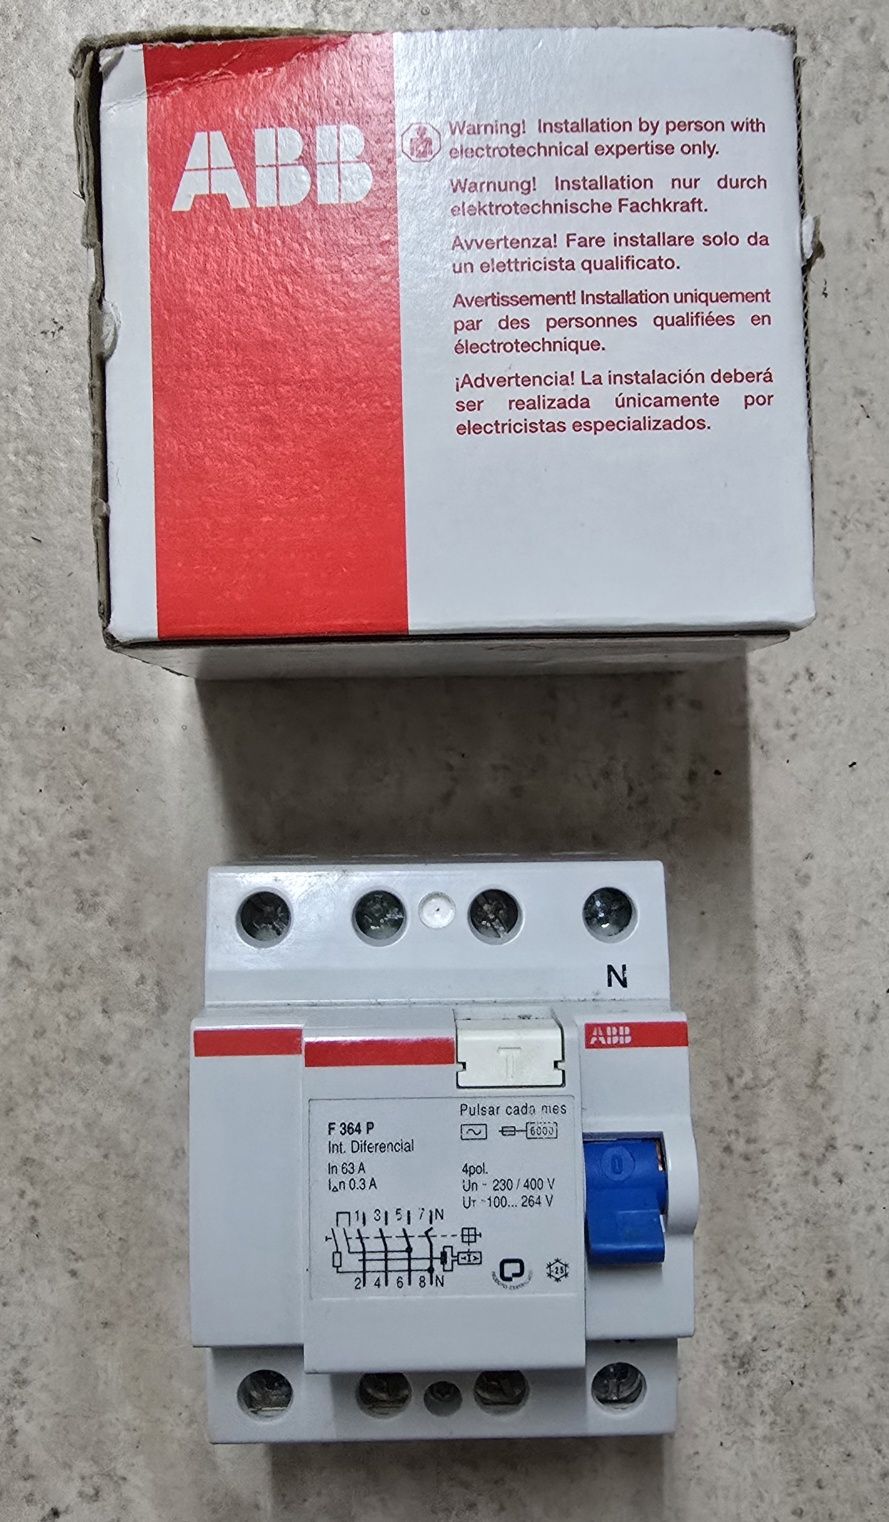 ABB
Warning! Installation by person with
electrotechnical expertise only.
Warnung! Installation nur durch
elektrotechnische Fachkraft.
Avvertenza! Fare installare solo da
un elettricista qualificato.
Avertissement! Installation uniquement
par des personnes qualifiées en
électrotechnique.
¡Advertencia! La instalación deberá
ser realizada únicamente por
electricistas especializados.
N
ABB
T
Pulsar cada mes
F 364 P
6000
Int. Diferencial
In 63 A
4pol.
I∆n 0.3 A
Un ~ 230 / 400 V
UT ~100... 264 V
0
1 3 5 7 N
2 4 6 8 N
-25